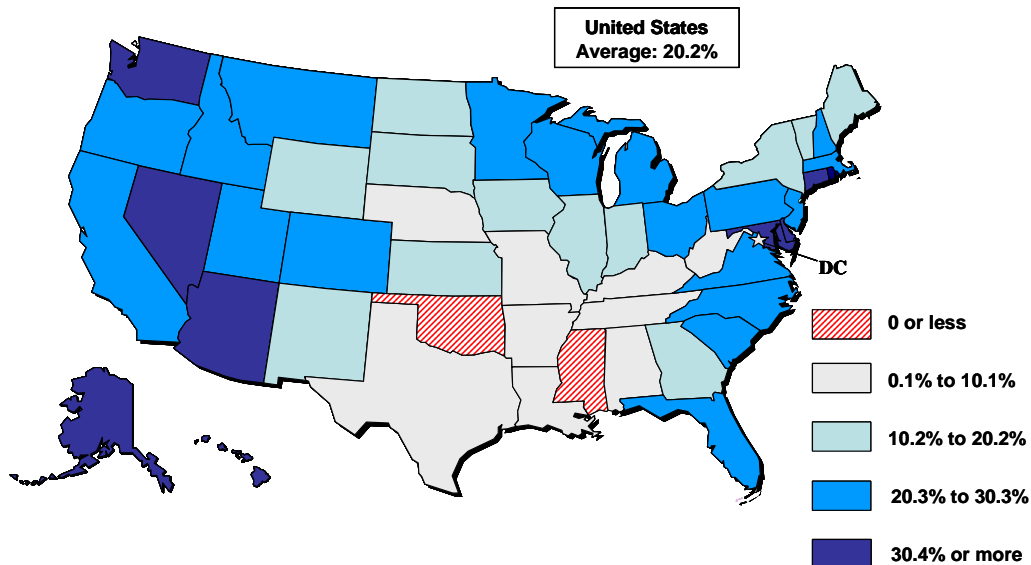 United States
Average: 20.2%
DC
0 or less
0.1% to 10.1%
10.2% to 20.2%
20.3% to 30.3%
30.4% or more